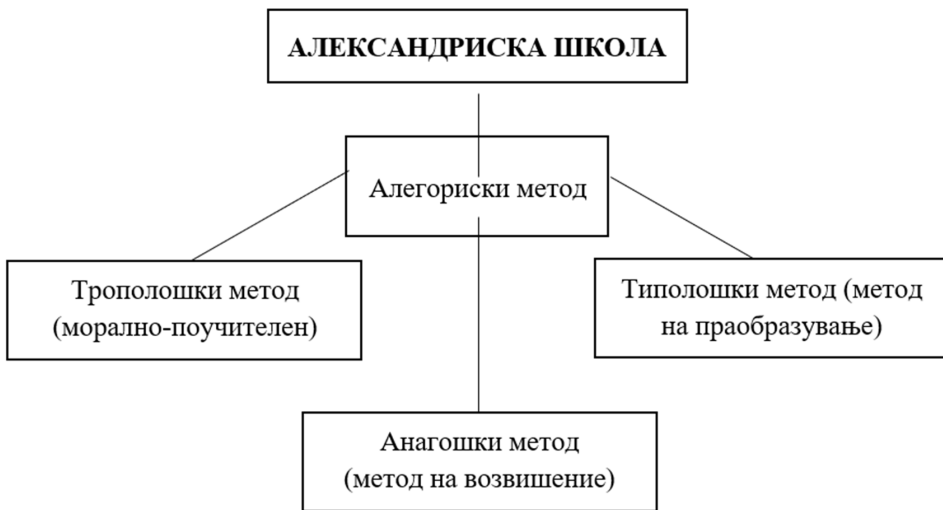 АЛЕКСАНДРИСКА ШКОЛА
Алегориски метод
Трополошки метод
(морално-поучителен)
Типолошки метод (метод
на праобразување)
Анагошки метод
(метод на возвишение)